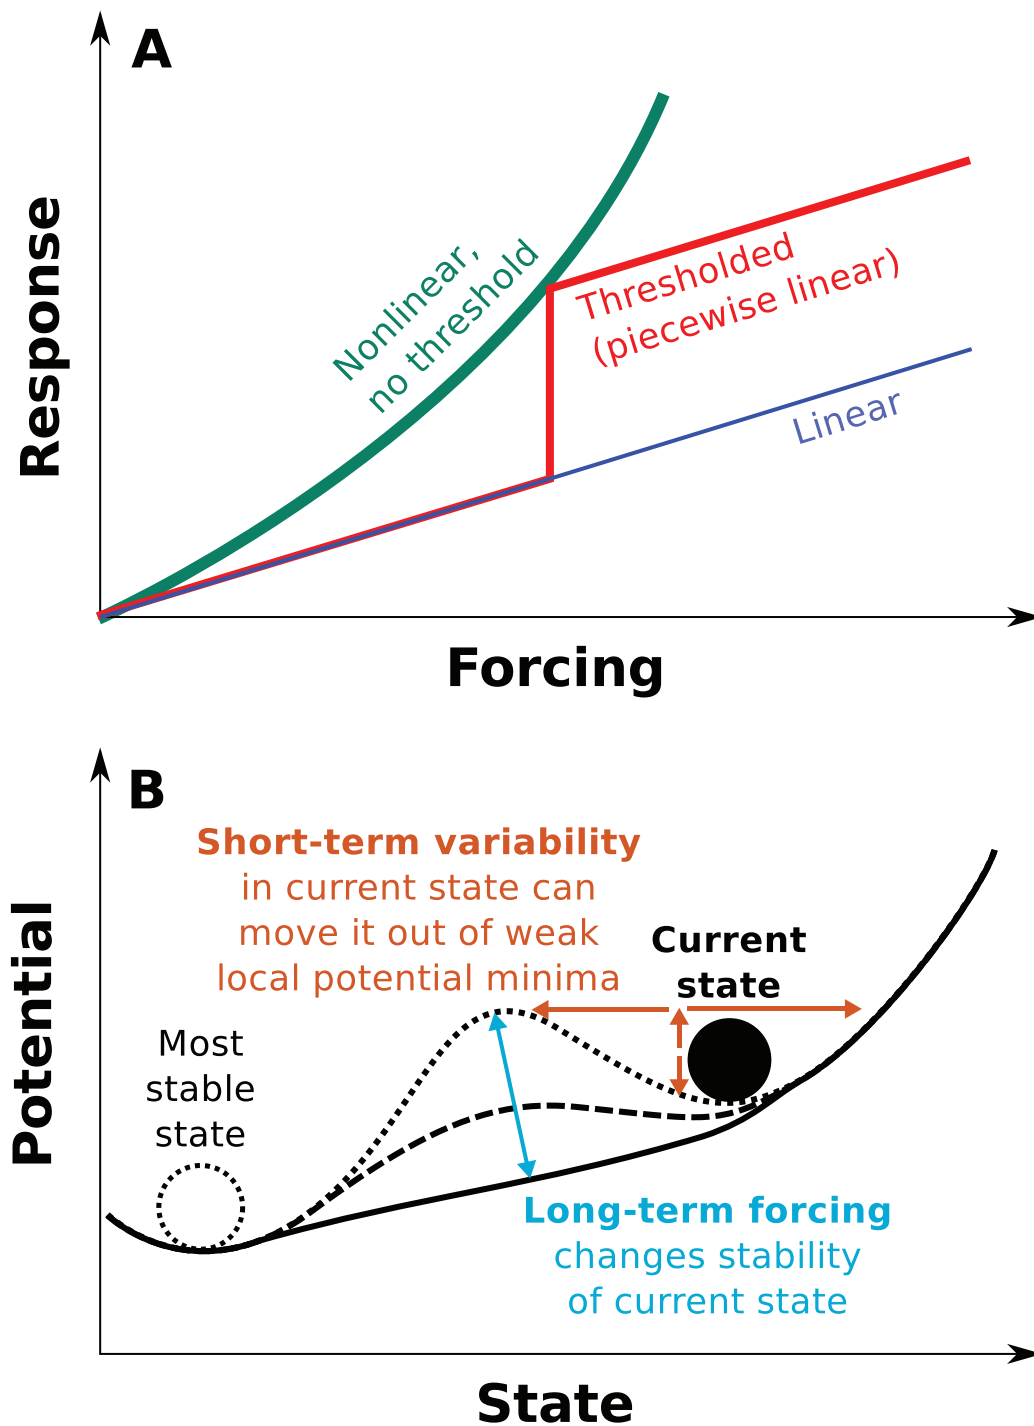 A
Response
Nonlinear,
no threshold
Thresholded
(piecewise linear)
Linear
Forcing
B
Potential
Short-term variability
in current state can
move it out of weak
local potential minima
Current
state
Most
stable
state
Long-term forcing
changes stability
of current state
State